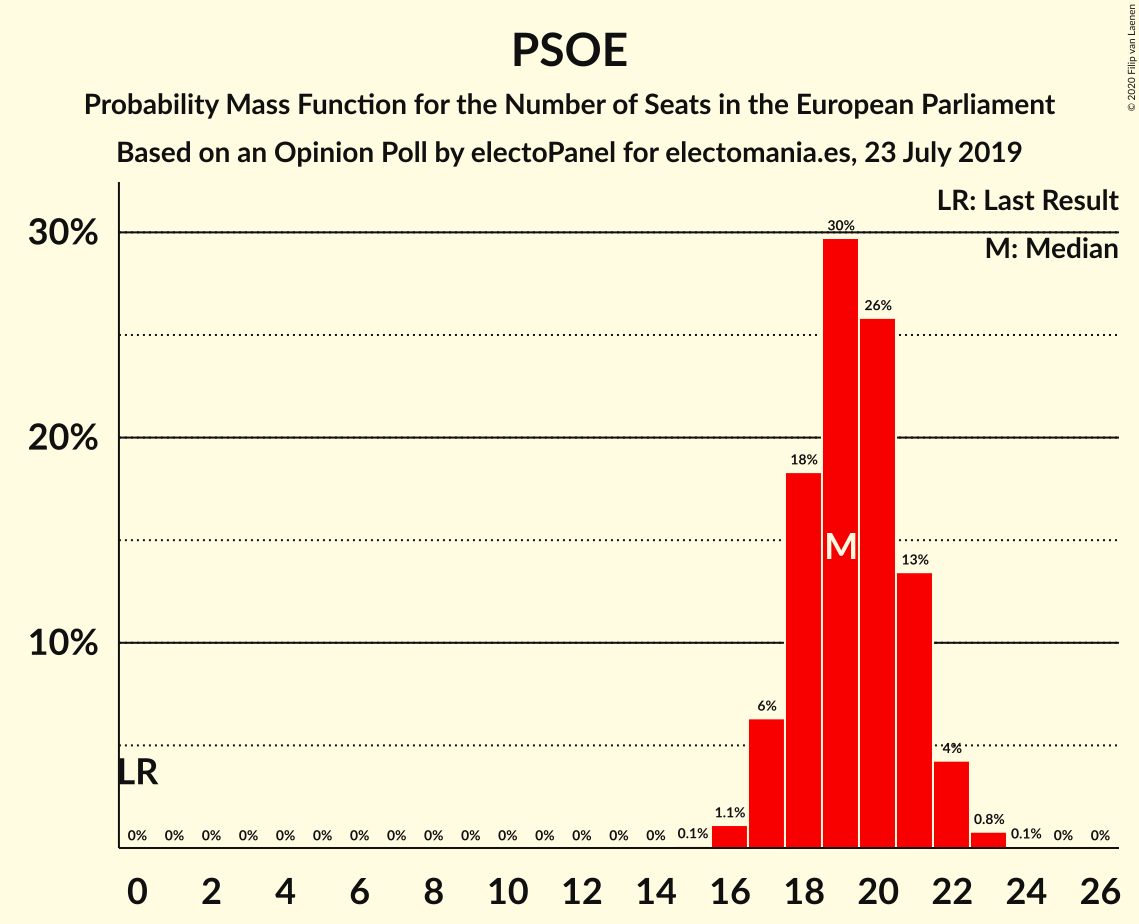 PSOE
Probability Mass Function for the Number of Seats in the European Parliament
Based on an Opinion Poll by electoPanel for electomania.es, 23 July 2019
© 2020 Filip van Laenen
LR: Last Result
M: Median
30%
20%
10%
30%
26%
18%
M
13%
6%
4%
LR
0% 0% 0% 0% 0% 0% 0% 0% 0% 0% 0% 0% 0% 0% 0% 0.1% 1.1% 0.8% 0.1% 0% 0%
0 2 4 6 8 10 12 14 16 18 20 22 24 26